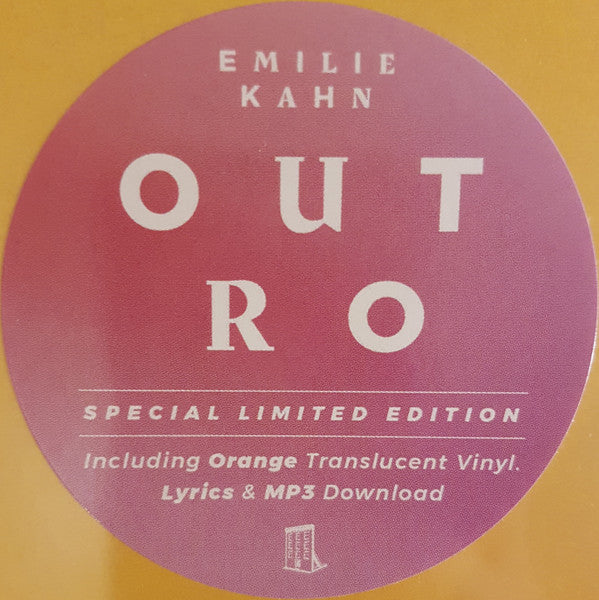 EMILIE
KAHN
OUT
RO
SPECIAL LIMITED EDITION
Including Orange Translucent Vinyl.
Lyrics & MP3 Download